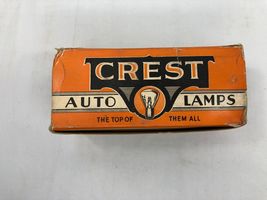 CREST
AUTO LAMPS
THE TOP OF THEM ALL